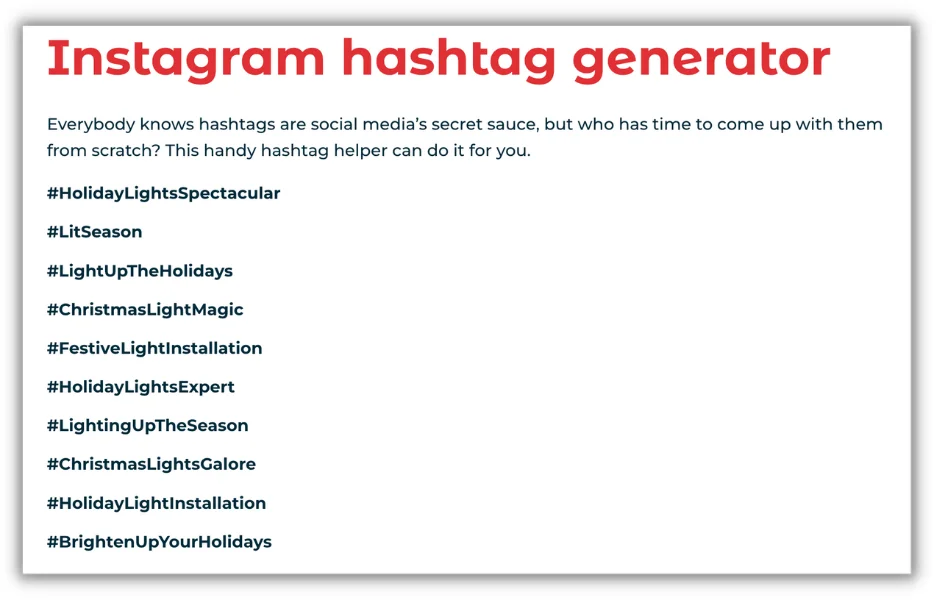 Instagram hashtag generator
Everybody knows hashtags are social media’s secret sauce, but who has time to come up with them
from scratch? This handy hashtag helper can do it for you.
#HolidayLightsSpectacular
#LitSeason
#LightUpTheHolidays
#ChristmasLightMagic
#FestiveLightInstallation
#HolidayLightsExpert
#LightingUpTheSeason
#ChristmasLightsGalore
#HolidayLightInstallation
#BrightenUpYourHolidays